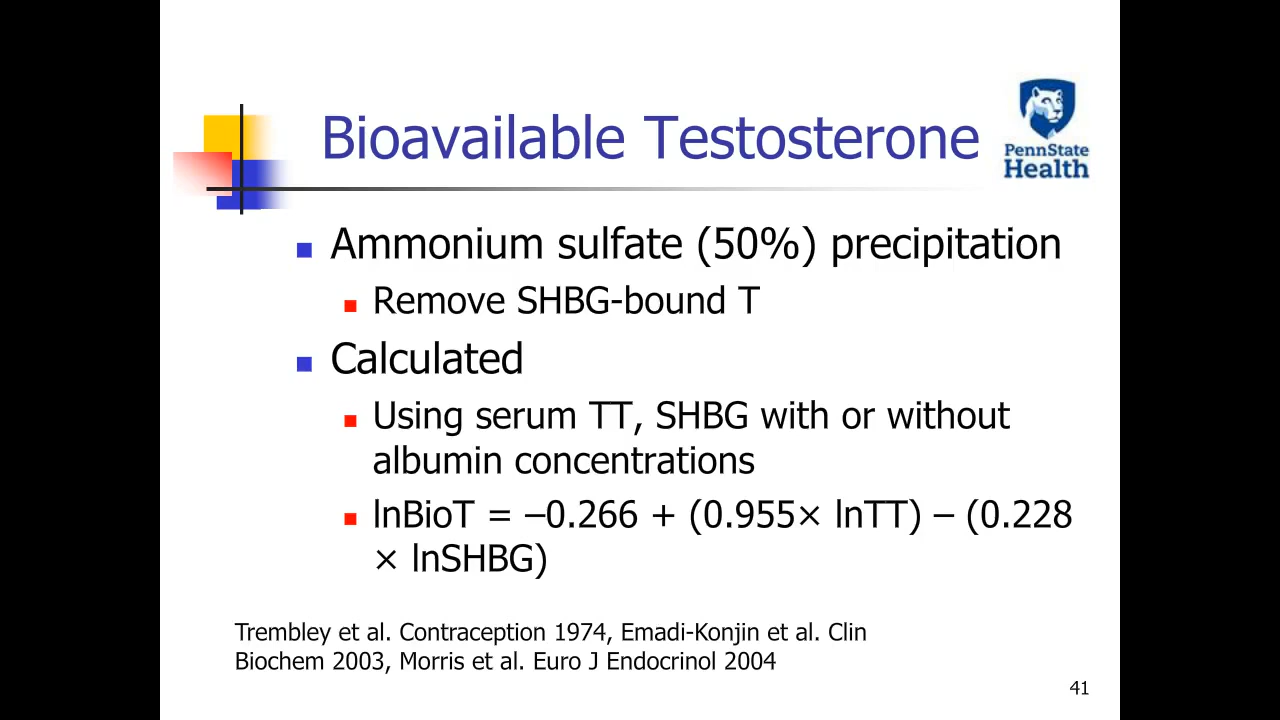 Bioavailable Testosterone
PennState
Health
Ammonium sulfate (50%) precipitation
Remove SHBG-bound T
Calculated
Using serum TT, SHBG with or without
albumin concentrations
lnBioT = –0.266 + (0.955× lnTT) – (0.228
× lnSHBG)
Trembley et al. Contraception 1974, Emadi-Konjin et al. Clin
Biochem 2003, Morris et al. Euro J Endocrinol 2004
41